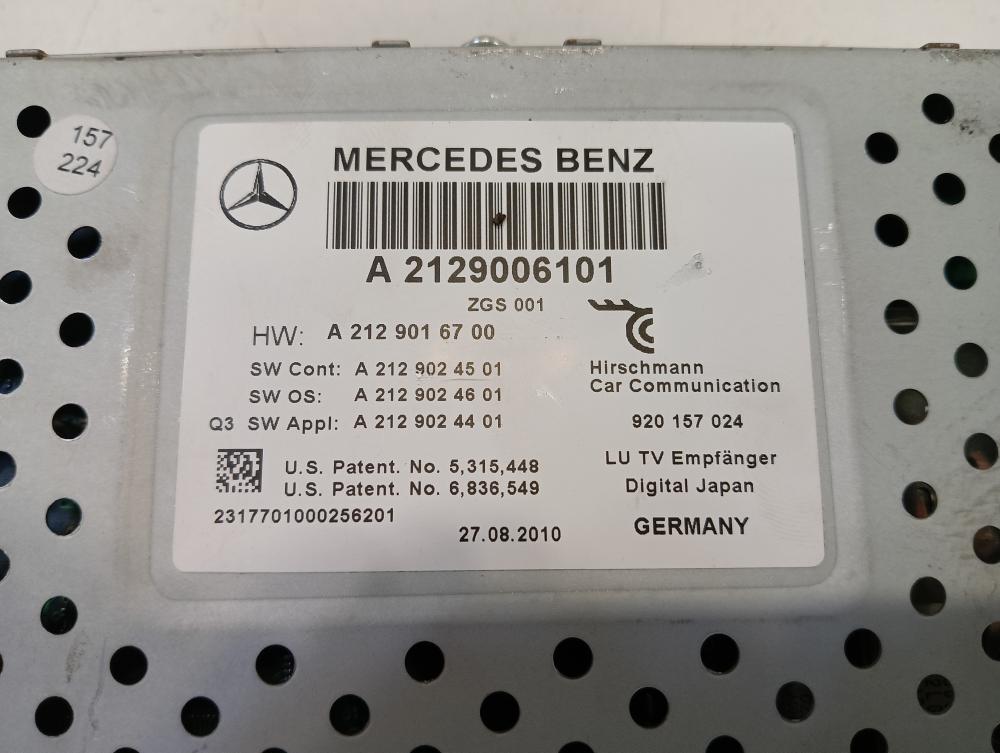 157
224
MERCEDES BENZ
A 2129006101
ZGS 001
HW: A 212 901 67 00
SW Cont: A 212 902 45 01
SW OS: A 212 902 46 01
Q3 SW Appl: A 212 902 44 01
U.S. Patent. No. 5,315,448
U.S. Patent. No. 6,836,549
2317701000256201
27.08.2010
Hirschmann
Car Communication
920 157 024
LU TV Empfänger
Digital Japan
GERMANY